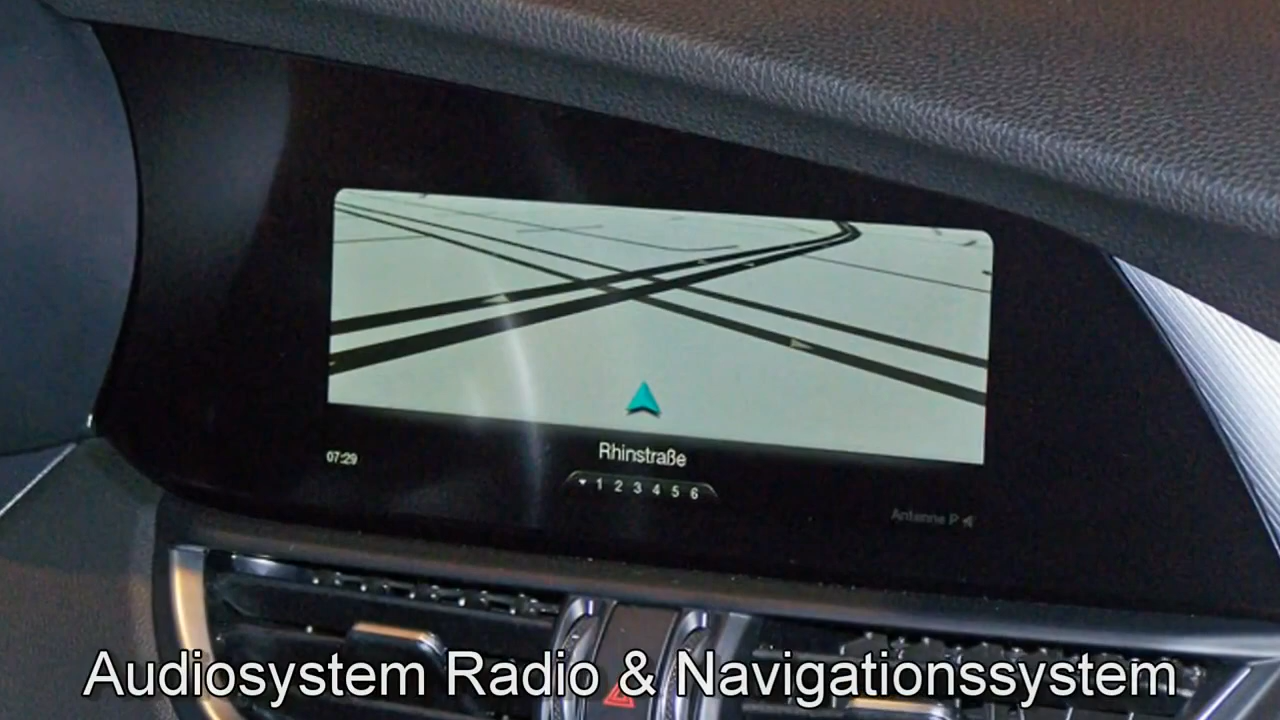 Rhinstraße
07:29
1 2 3 4 5 6
Antenne P
Audiosystem Radio & Navigationssystem